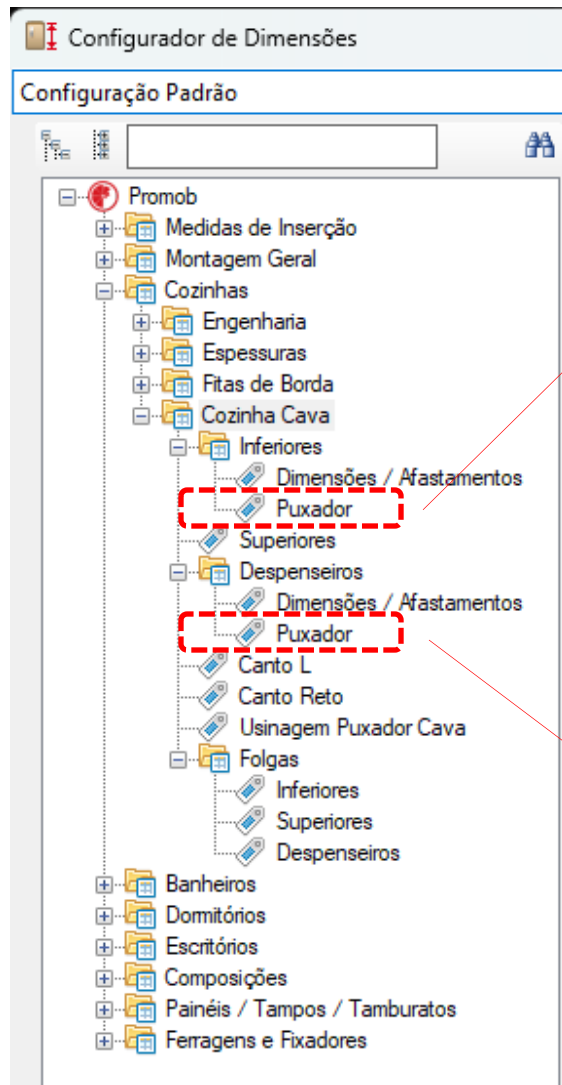 Configurador de Dimensões
Configuração Padrão
Promob
Medidas de Inserção
Montagem Geral
Cozinhas
Engenharia
Espessuras
Fitas de Borda
Cozinha Cava
Inferiores
Dimensões / Afastamentos
Puxador
Superiores
Despenseiros
Dimensões / Afastamentos
Puxador
Canto L
Canto Reto
Usinagem Puxador Cava
Folgas
Inferiores
Superiores
Despenseiros
Banheiros
Dormitórios
Escritórios
Composições
Painéis / Tampos / Tamburatos
Ferragens e Fixadores